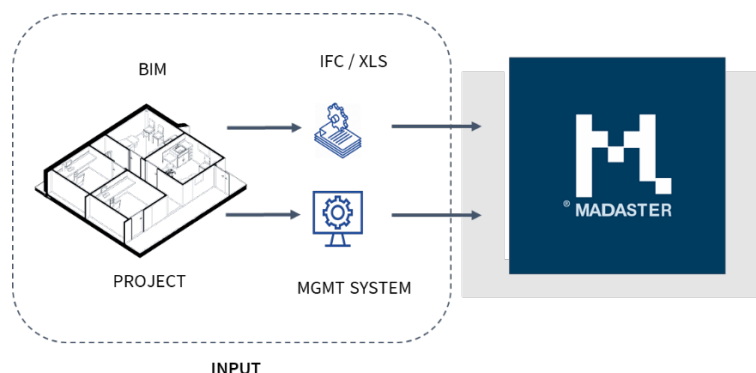 BIM
IFC / XLS
PROJECT
MGMT SYSTEM
® MADASTER
INPUT